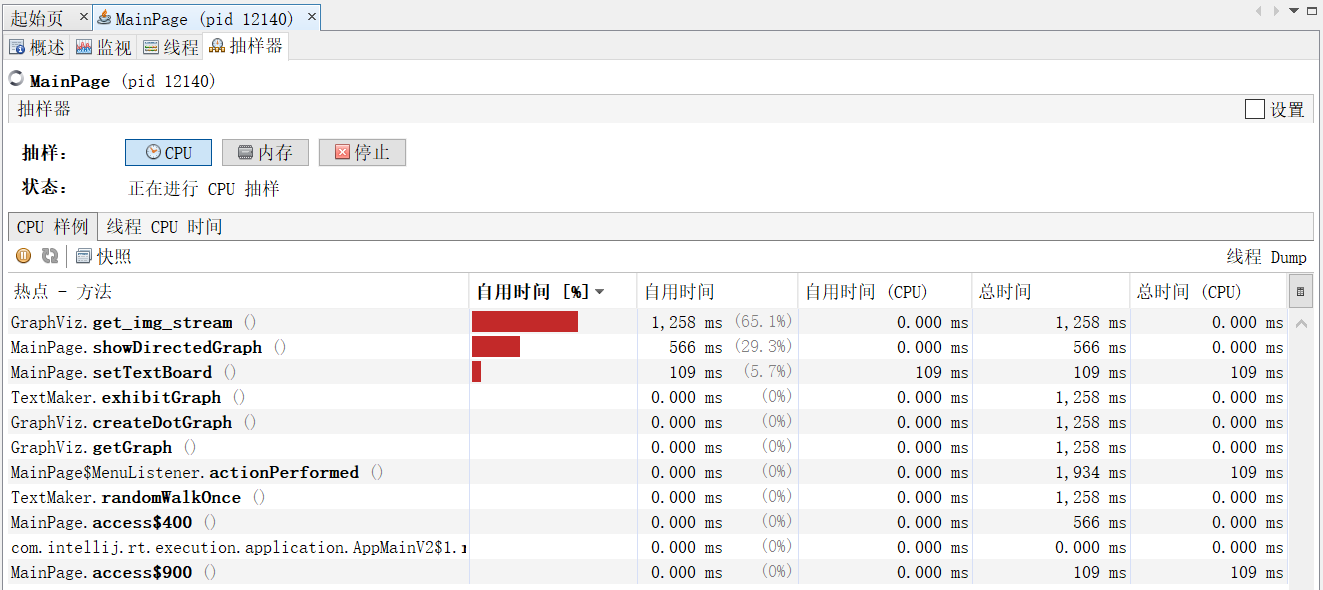 起始页 × MainPage (pid 12140) ×
概述 监视 线程 抽样器
MainPage (pid 12140)
抽样器 设置
抽样: CPU 内存 停止
状态: 正在进行 CPU 抽样
CPU 样例 线程 CPU 时间
快照 线程 Dump
热点 - 方法 自用时间 [%] 自用时间 自用时间 (CPU) 总时间 总时间 (CPU)
GraphViz.get_img_stream () 1,258 ms (65.1%) 0.000 ms 1,258 ms 0.000 ms
MainPage.showDirectedGraph () 566 ms (29.3%) 0.000 ms 566 ms 0.000 ms
MainPage.setTextBoard () 109 ms (5.7%) 109 ms 109 ms 109 ms
TextMaker.exhibitGraph () 0.000 ms (0%) 0.000 ms 1,258 ms 0.000 ms
GraphViz.createDotGraph () 0.000 ms (0%) 0.000 ms 1,258 ms 0.000 ms
GraphViz.getGraph () 0.000 ms (0%) 0.000 ms 1,258 ms 0.000 ms
MainPage$MenuListener.actionPerformed () 0.000 ms (0%) 0.000 ms 1,934 ms 109 ms
TextMaker.randomWalkOnce () 0.000 ms (0%) 0.000 ms 1,258 ms 0.000 ms
MainPage.access$400 () 0.000 ms (0%) 0.000 ms 566 ms 0.000 ms
com.intellij.rt.execution.application.AppMainV2$1. 0.000 ms (0%) 0.000 ms 0.000 ms 0.000 ms
MainPage.access$900 () 0.000 ms (0%) 0.000 ms 109 ms 109 ms